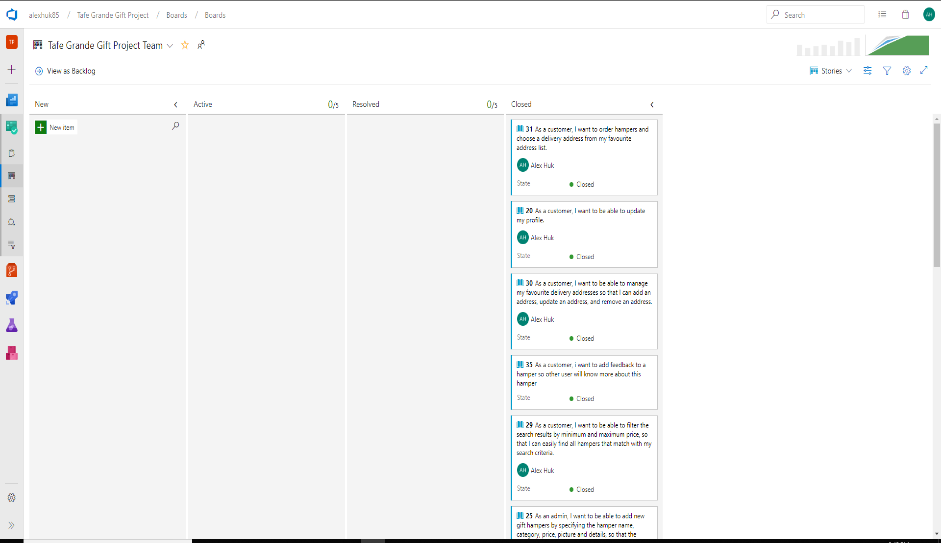 alexhuk85 / Tafe Grande Gift Project / Boards / Boards
Search
AH
TF
Tafe Grande Gift Project Team
View as Backlog
Stories
New
Active
0/5
Resolved
0/5
Closed
New item
31 As a customer, I want to order hampers and
choose a delivery address from my favourite
address list.
AH Alex Huk
State Closed
20 As a customer, I want to be able to update
my profile.
AH Alex Huk
State Closed
30 As a customer, I want to be able to manage
my favourite delivery addresses so that I can add an
address, update an address, and remove an address.
AH Alex Huk
State Closed
35 As a customer, i want to add feedback to a
hamper so other user will know more about this
hamper
State Closed
29 As a customer, I want to be able to filter the
search results by minimum and maximum price, so
that I can easily find all hampers that match with my
search criteria.
AH Alex Huk
State Closed
25 As an admin, I want to be able to add new
gift hampers by specifying the hamper name,
category, price, picture and details, so that the